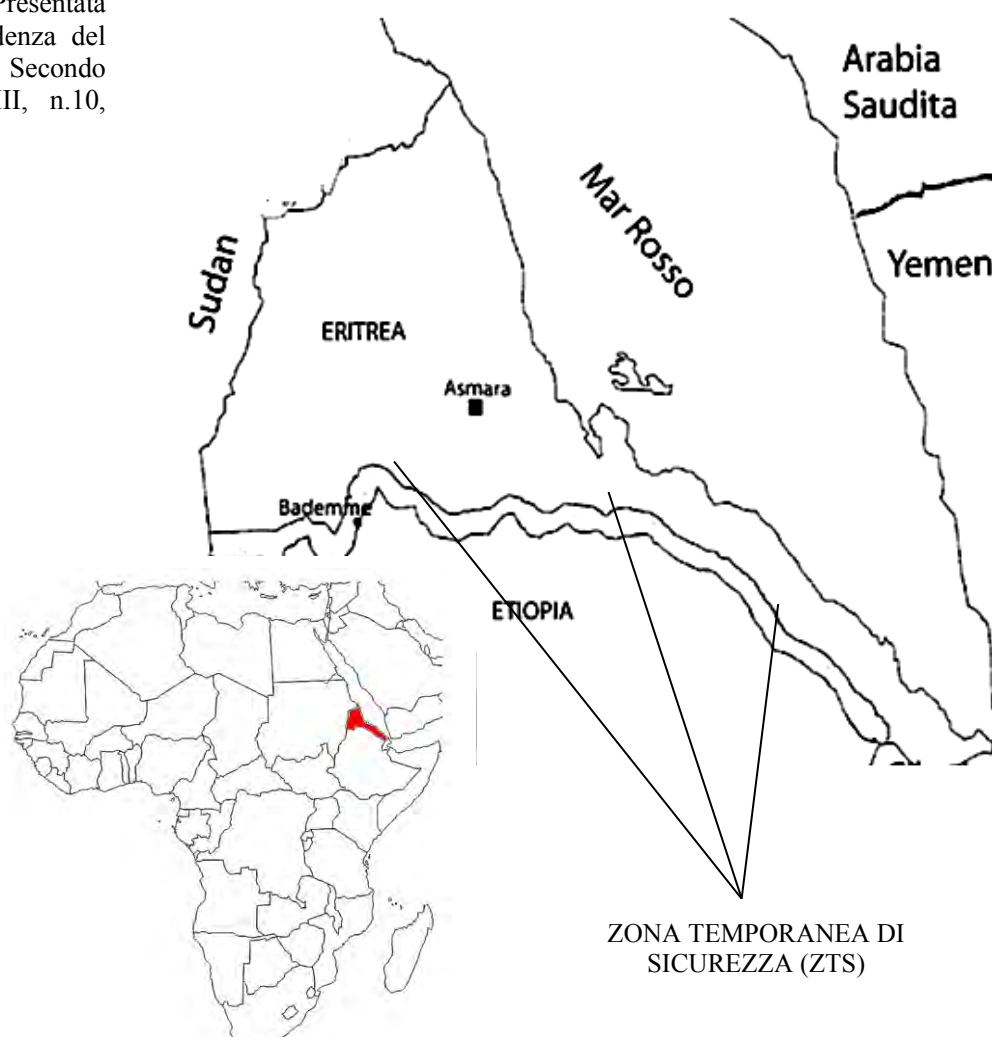 Presentata
denza del
Secondo
III, n.10,
Arabia
Saudita
Mar Rosso
Sudan
Yemen
ERITREA
Asmara
Bademme
ETIOPIA
ZONA TEMPORANEA DI
SICUREZZA (ZTS)